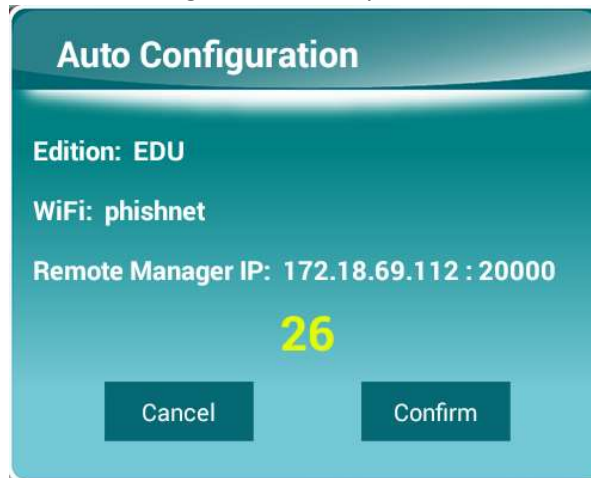 Auto Configuration
Edition: EDU
WiFi: phishnet
Remote Manager IP: 172.18.69.112 : 20000
26
Cancel Confirm